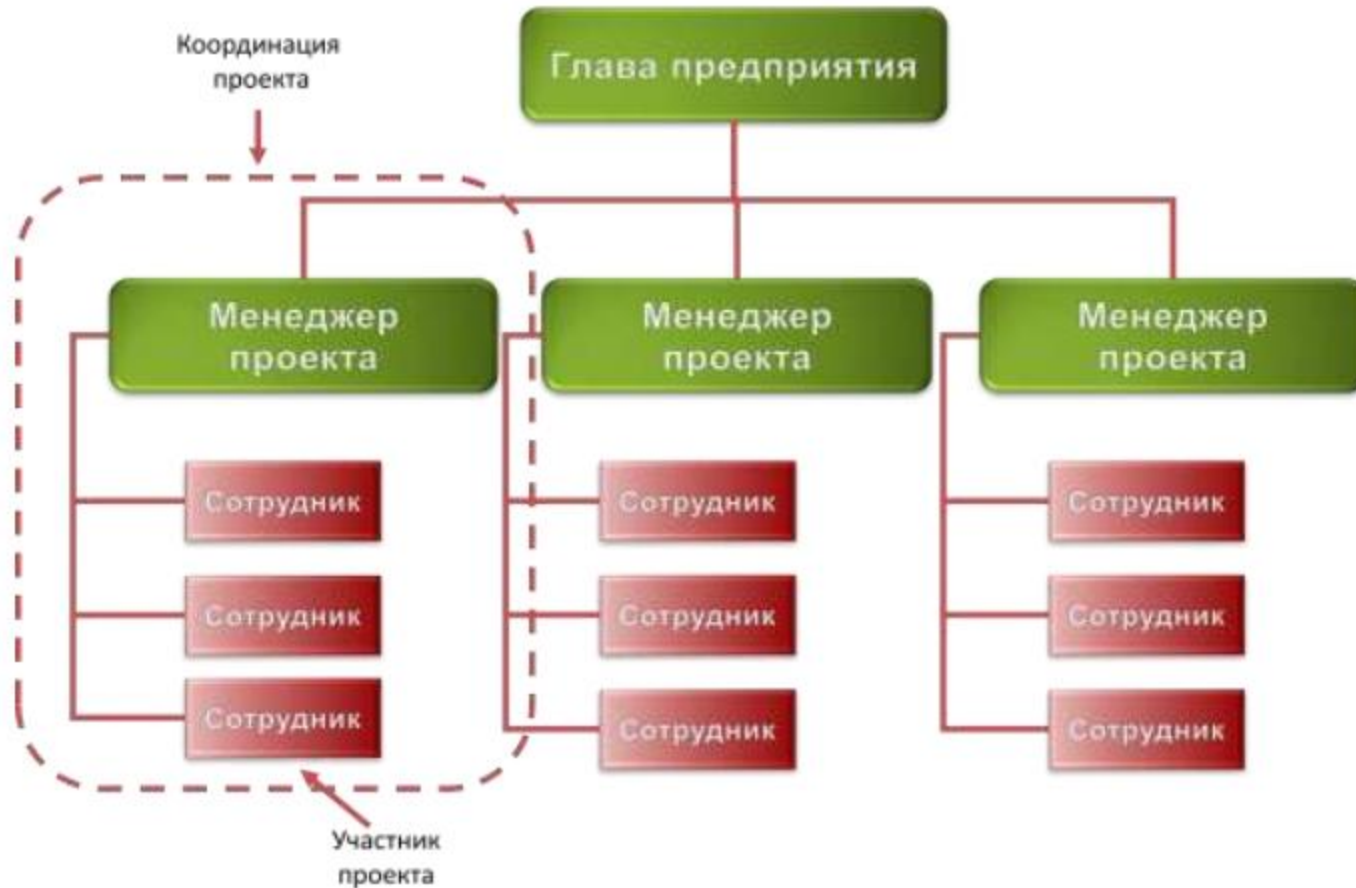 Координация
проекта
Глава предприятия
Менеджер
проекта
Менеджер
проекта
Менеджер
проекта
Сотрудник
Сотрудник
Сотрудник
Сотрудник
Сотрудник
Сотрудник
Сотрудник
Сотрудник
Сотрудник
Участник
проекта